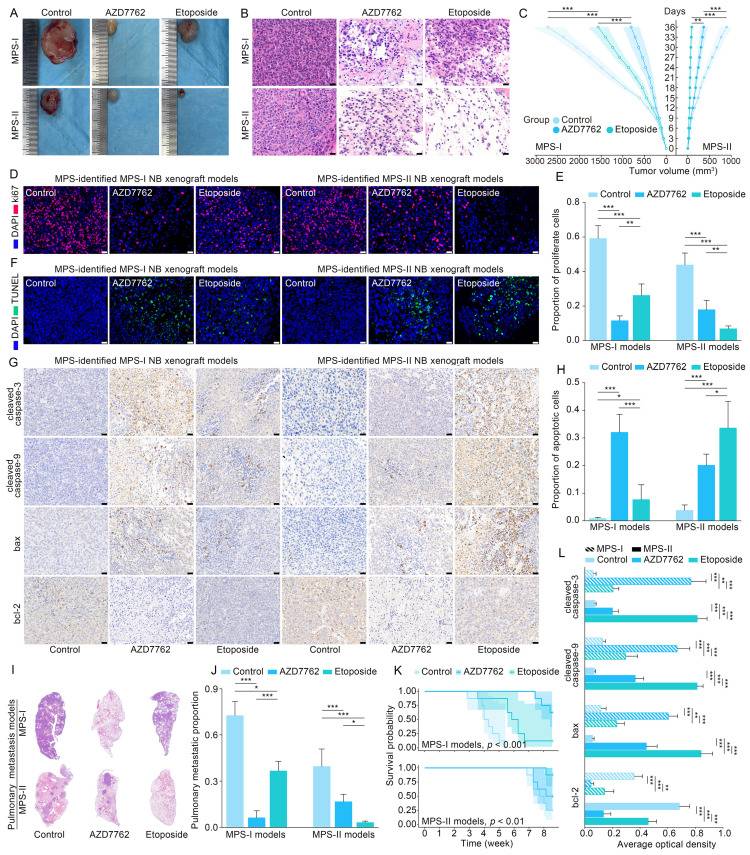 A
Control
AZD7762
Etoposide
MPS-I
MPS-II
B
Control
AZD7762
Etoposide
MPS-I
MPS-II
C
Days
***
***
***
***
***
**
36
33
30
27
24
21
18
15
12
9
6
3
0
Group
Control
AZD7762
Etoposide
MPS-I
MPS-II
3000 2500 2000 1500 1000 500 0
0 500 1000
Tumor volume (mm³)
D
MPS-identified MPS-I NB xenograft models
MPS-identified MPS-II NB xenograft models
DAPI ki67
Control
AZD7762
Etoposide
Control
AZD7762
Etoposide
E
Control AZD7762 Etoposide
Proportion of proliferate cells
0.8
0.6
0.4
0.2
0.0
***
***
**
***
***
**
MPS-I models
MPS-II models
F
MPS-identified MPS-I NB xenograft models
MPS-identified MPS-II NB xenograft models
DAPI TUNEL
Control
AZD7762
Etoposide
Control
AZD7762
Etoposide
G
MPS-identified MPS-I NB xenograft models
MPS-identified MPS-II NB xenograft models
cleaved
caspase-3
cleaved
caspase-9
bax
bcl-2
Control
AZD7762
Etoposide
Control
AZD7762
Etoposide
H
Control AZD7762 Etoposide
Proportion of apoptotic cells
0.5
0.4
0.3
0.2
0.1
0.0
***
*
***
***
***
*
MPS-I models
MPS-II models
I
Pulmonary metastasis models
MPS-I
MPS-II
Control
AZD7762
Etoposide
J
Control AZD7762 Etoposide
Pulmonary metastatic proportion
0.9
0.6
0.3
0.0
***
*
***
***
***
*
MPS-I models
MPS-II models
K
Control AZD7762 Etoposide
Survival probability
1.00
0.75
0.50
0.25
0.00
MPS-I models, p < 0.001
Survival probability
1.00
0.75
0.50
0.25
0.00
MPS-II models, p < 0.01
0 1 2 3 4 5 6 7 8 9
Time (week)
L
MPS-I MPS-II
Control AZD7762 Etoposide
cleaved
caspase-3
cleaved
caspase-9
bax
bcl-2
0.0 0.2 0.4 0.6 0.8 1.0
Average optical density